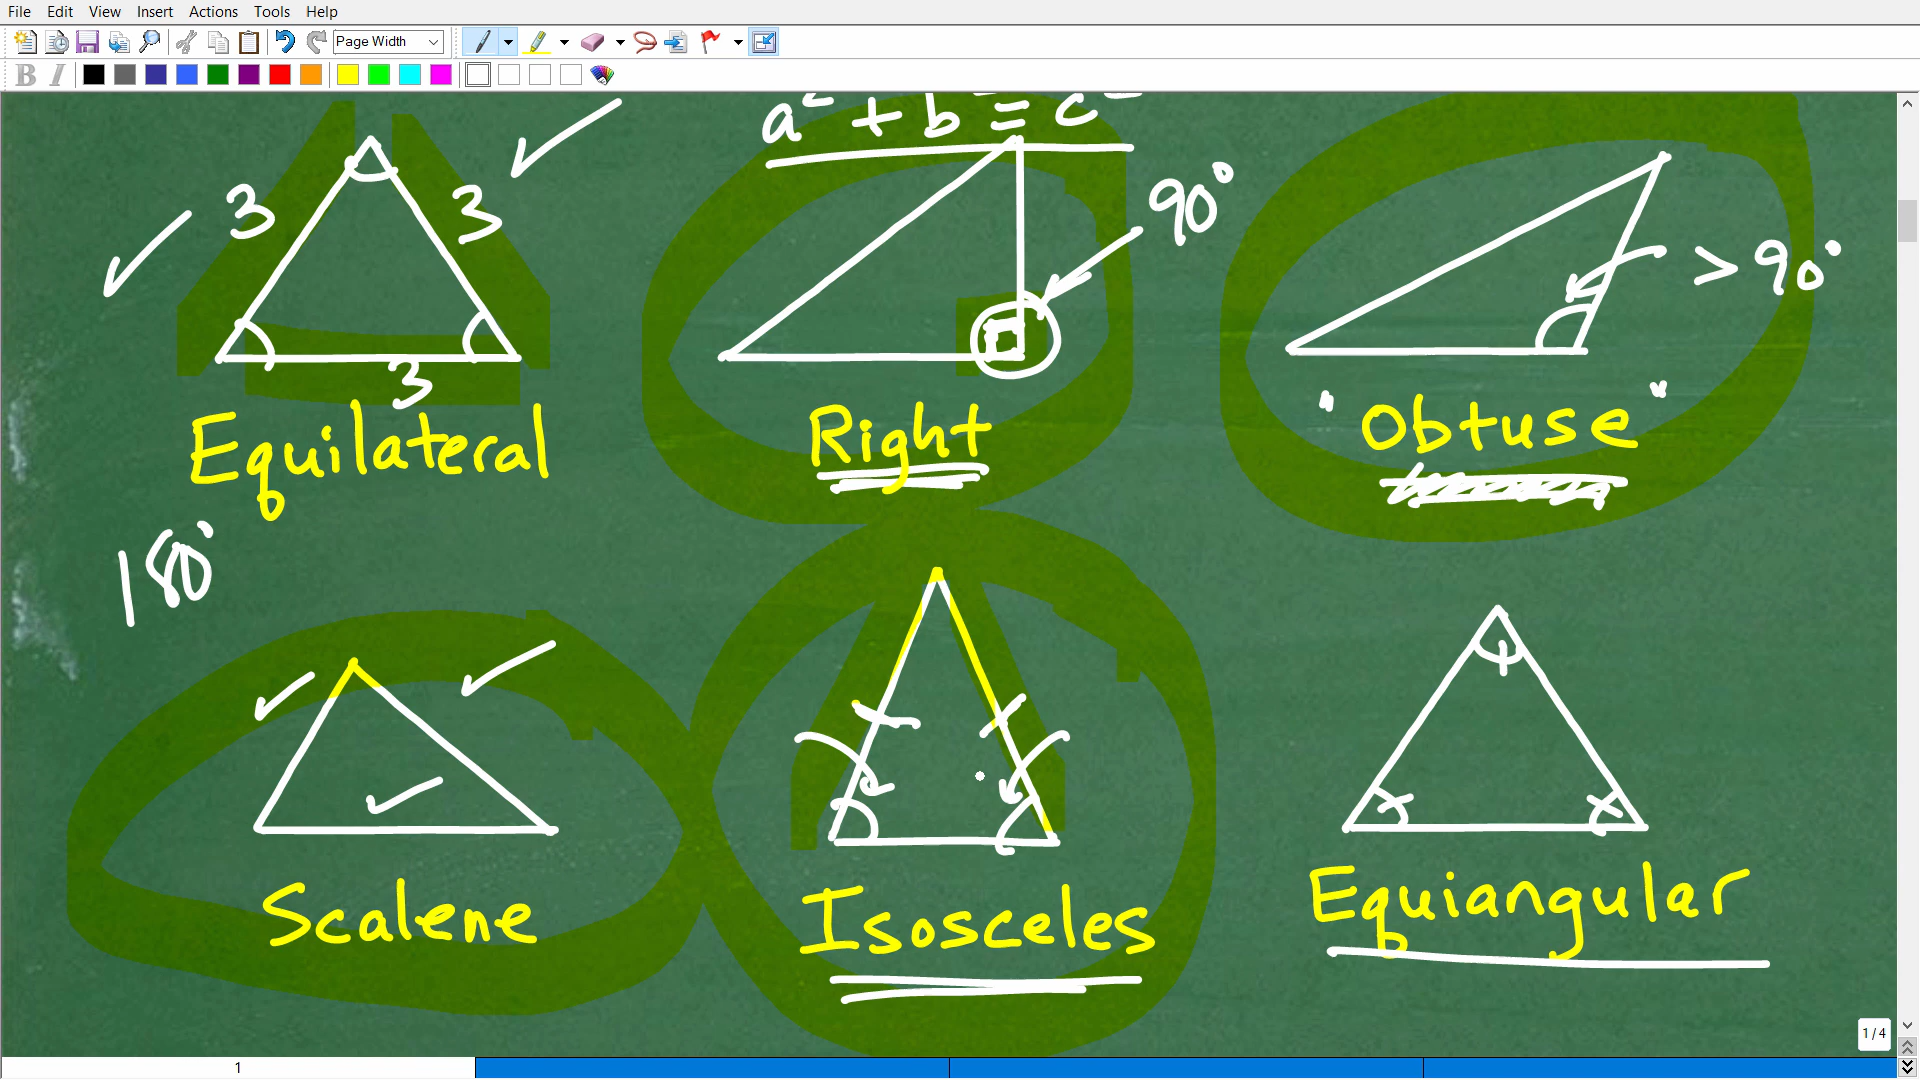 File Edit View Insert Actions Tools Help
Page Width
B I
a² + b² = c²
3 3
90°
> 90°
3
Equilateral
Right
"Obtuse"
180°
Scalene
Isosceles
Equiangular
1 / 4
1